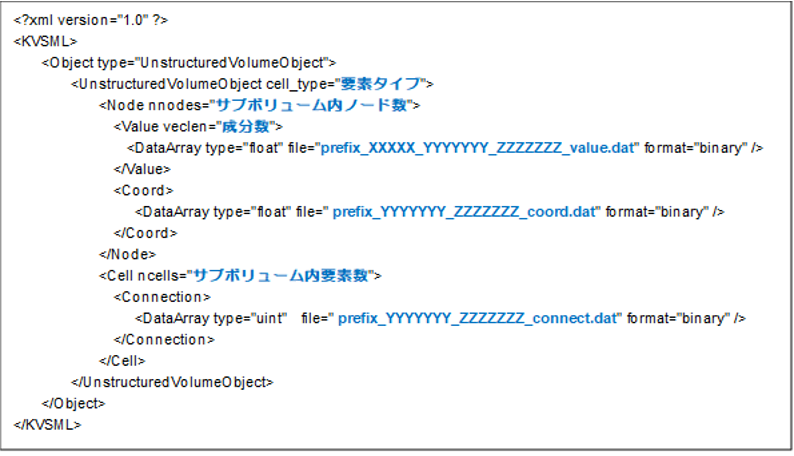 <?xml version="1.0" ?>
<KVSML>
<Object type="UnstructuredVolumeObject">
<UnstructuredVolumeObject cell_type="要素タイプ">
<Node nnodes="サブボリューム内ノード数">
<Value veclen="成分数">
<DataArray type="float" file="prefix_XXXXX_YYYYYYY_ZZZZZZZ_value.dat" format="binary" />
</Value>
<Coord>
<DataArray type="float" file=" prefix_YYYYYYY_ZZZZZZZ_coord.dat" format="binary" />
</Coord>
</Node>
<Cell ncells="サブボリューム内要素数">
<Connection>
<DataArray type="uint" file=" prefix_YYYYYYY_ZZZZZZZ_connect.dat" format="binary" />
</Connection>
</Cell>
</UnstructuredVolumeObject>
</Object>
</KVSML>